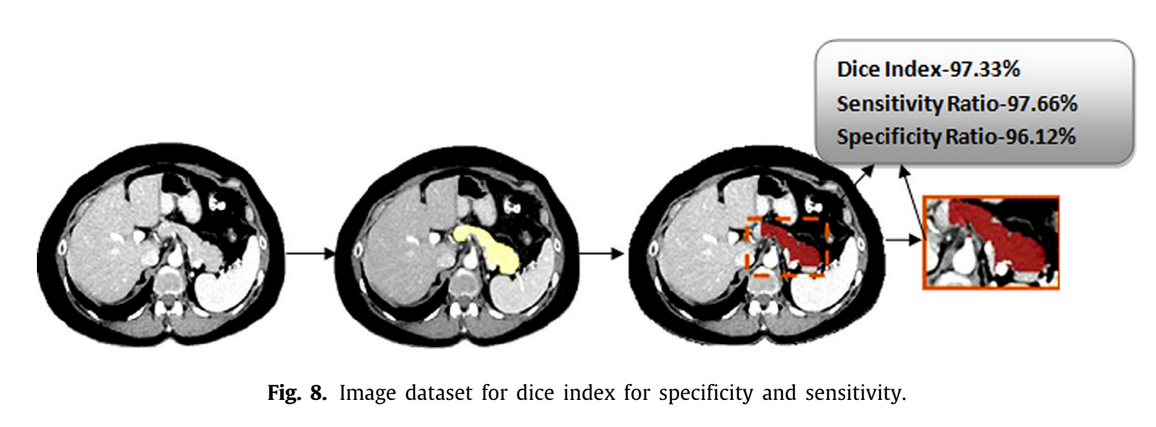 Dice Index-97.33%
Sensitivity Ratio-97.66%
Specificity Ratio-96.12%
Fig. 8. Image dataset for dice index for specificity and sensitivity.